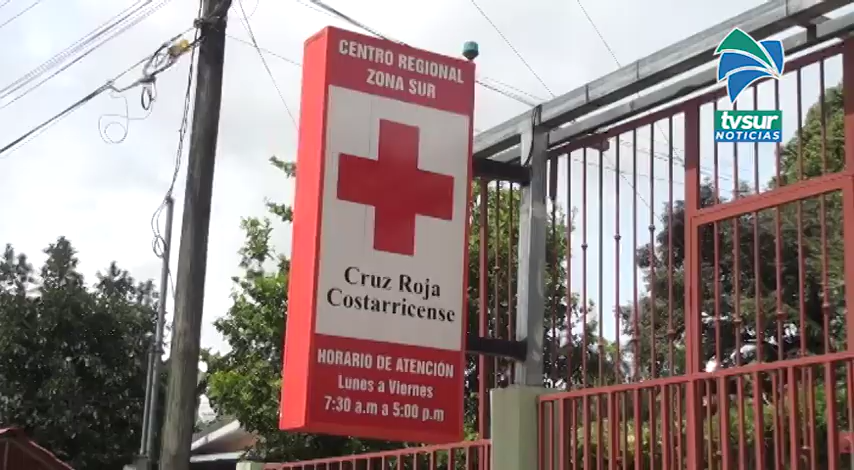 CENTRO REGIONAL
ZONA SUR
Cruz Roja
Costarricense
HORARIO DE ATENCIÓN
Lunes a Viernes
7:30 a.m a 5:00 p.m
tvsur
NOTICIAS